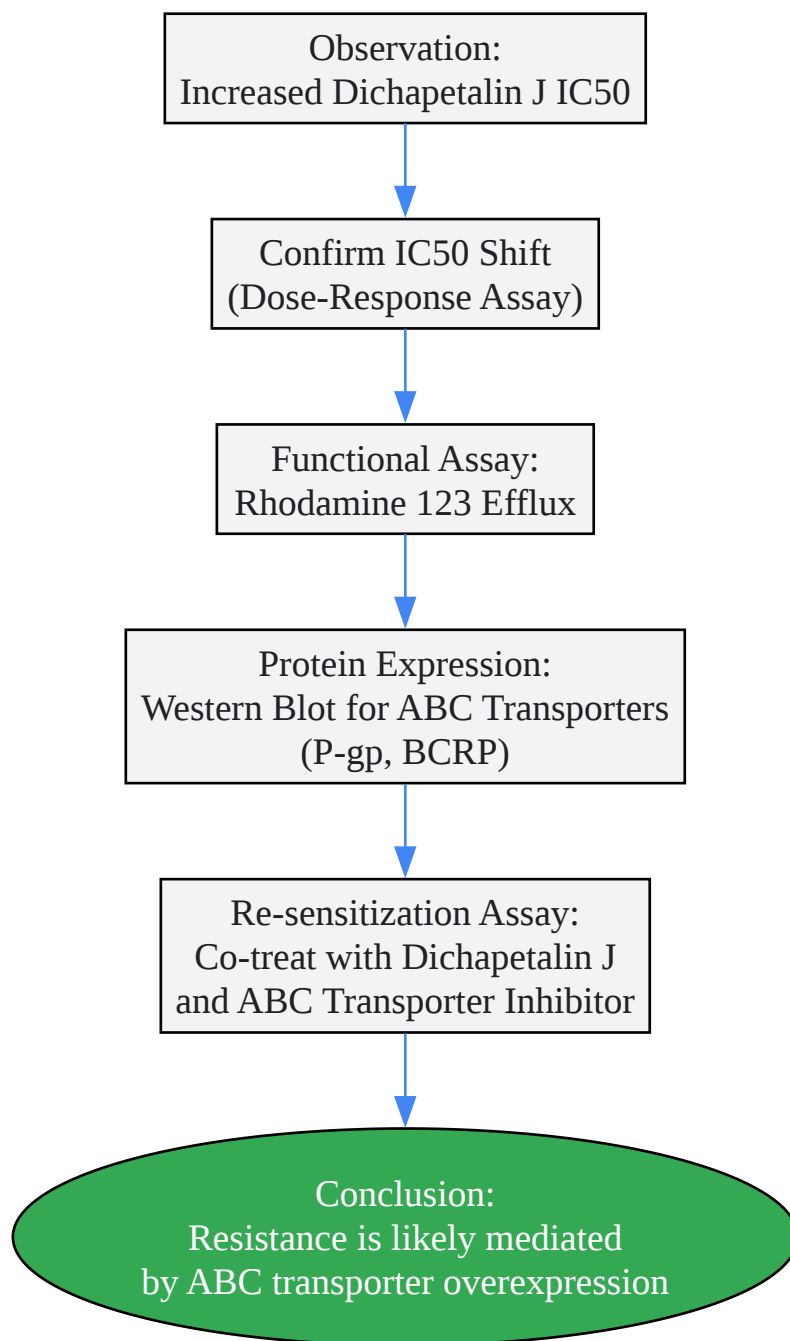 Observation:
Increased Dichapetalin J IC50
Confirm IC50 Shift
(Dose-Response Assay)
Functional Assay:
Rhodamine 123 Efflux
Protein Expression:
Western Blot for ABC Transporters
(P-gp, BCRP)
Re-sensitization Assay:
Co-treat with Dichapetalin J
and ABC Transporter Inhibitor
Conclusion:
Resistance is likely mediated
by ABC transporter overexpression